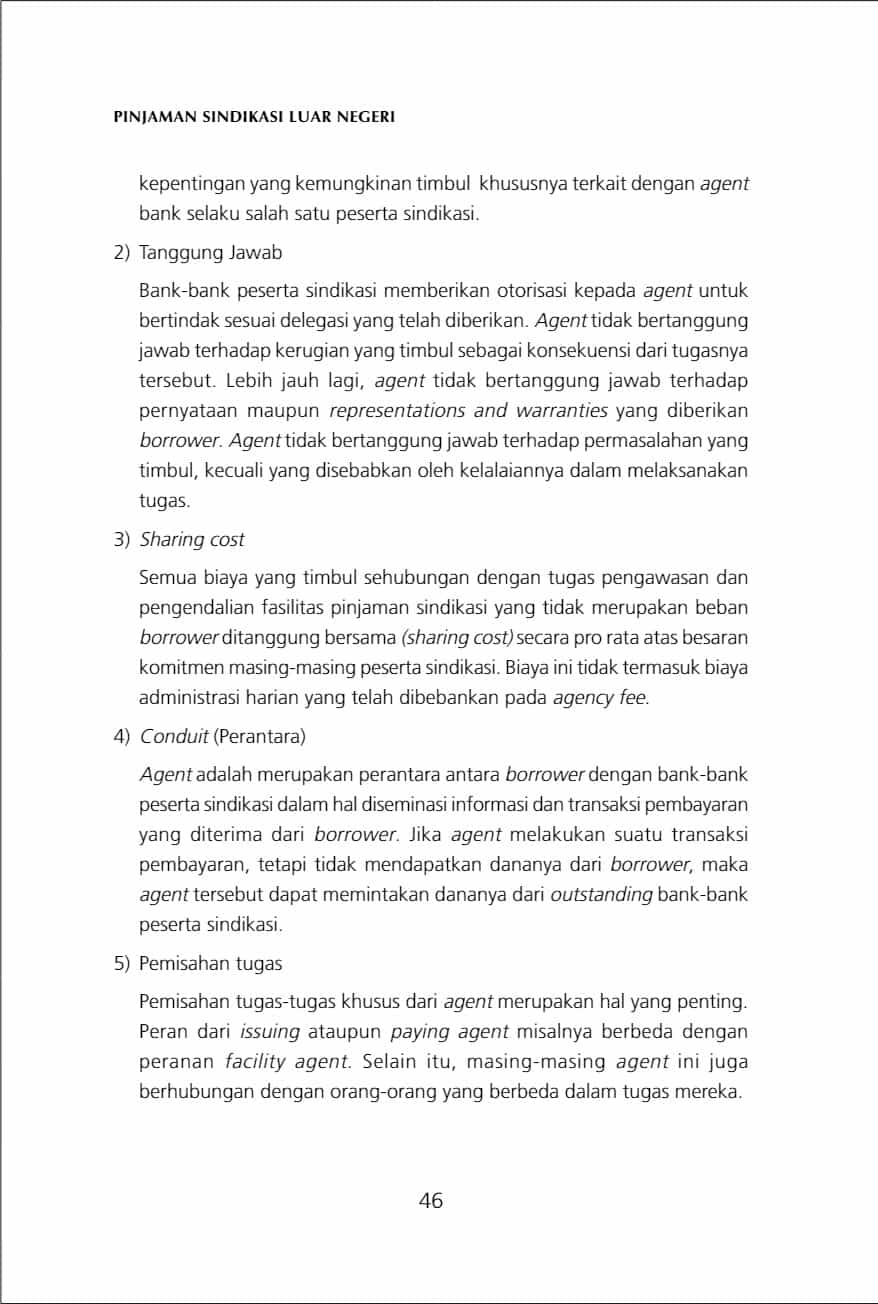 PINJAMAN SINDIKASI LUAR NEGERI
kepentingan yang kemungkinan timbul khususnya terkait dengan agent
bank selaku salah satu peserta sindikasi.
2) Tanggung Jawab
Bank-bank peserta sindikasi memberikan otorisasi kepada agent untuk
bertindak sesuai delegasi yang telah diberikan. Agent tidak bertanggung
jawab terhadap kerugian yang timbul sebagai konsekuensi dari tugasnya
tersebut. Lebih jauh lagi, agent tidak bertanggung jawab terhadap
pernyataan maupun representations and warranties yang diberikan
borrower. Agent tidak bertanggung jawab terhadap permasalahan yang
timbul, kecuali yang disebabkan oleh kelalaiannya dalam melaksanakan
tugas.
3) Sharing cost
Semua biaya yang timbul sehubungan dengan tugas pengawasan dan
pengendalian fasilitas pinjaman sindikasi yang tidak merupakan beban
borrower ditanggung bersama (sharing cost) secara pro rata atas besaran
komitmen masing-masing peserta sindikasi. Biaya ini tidak termasuk biaya
administrasi harian yang telah dibebankan pada agency fee.
4) Conduit (Perantara)
Agent adalah merupakan perantara antara borrower dengan bank-bank
peserta sindikasi dalam hal diseminasi informasi dan transaksi pembayaran
yang diterima dari borrower. Jika agent melakukan suatu transaksi
pembayaran, tetapi tidak mendapatkan dananya dari borrower, maka
agent tersebut dapat memintakan dananya dari outstanding bank-bank
peserta sindikasi.
5) Pemisahan tugas
Pemisahan tugas-tugas khusus dari agent merupakan hal yang penting.
Peran dari issuing ataupun paying agent misalnya berbeda dengan
peranan facility agent. Selain itu, masing-masing agent ini juga
berhubungan dengan orang-orang yang berbeda dalam tugas mereka.
46